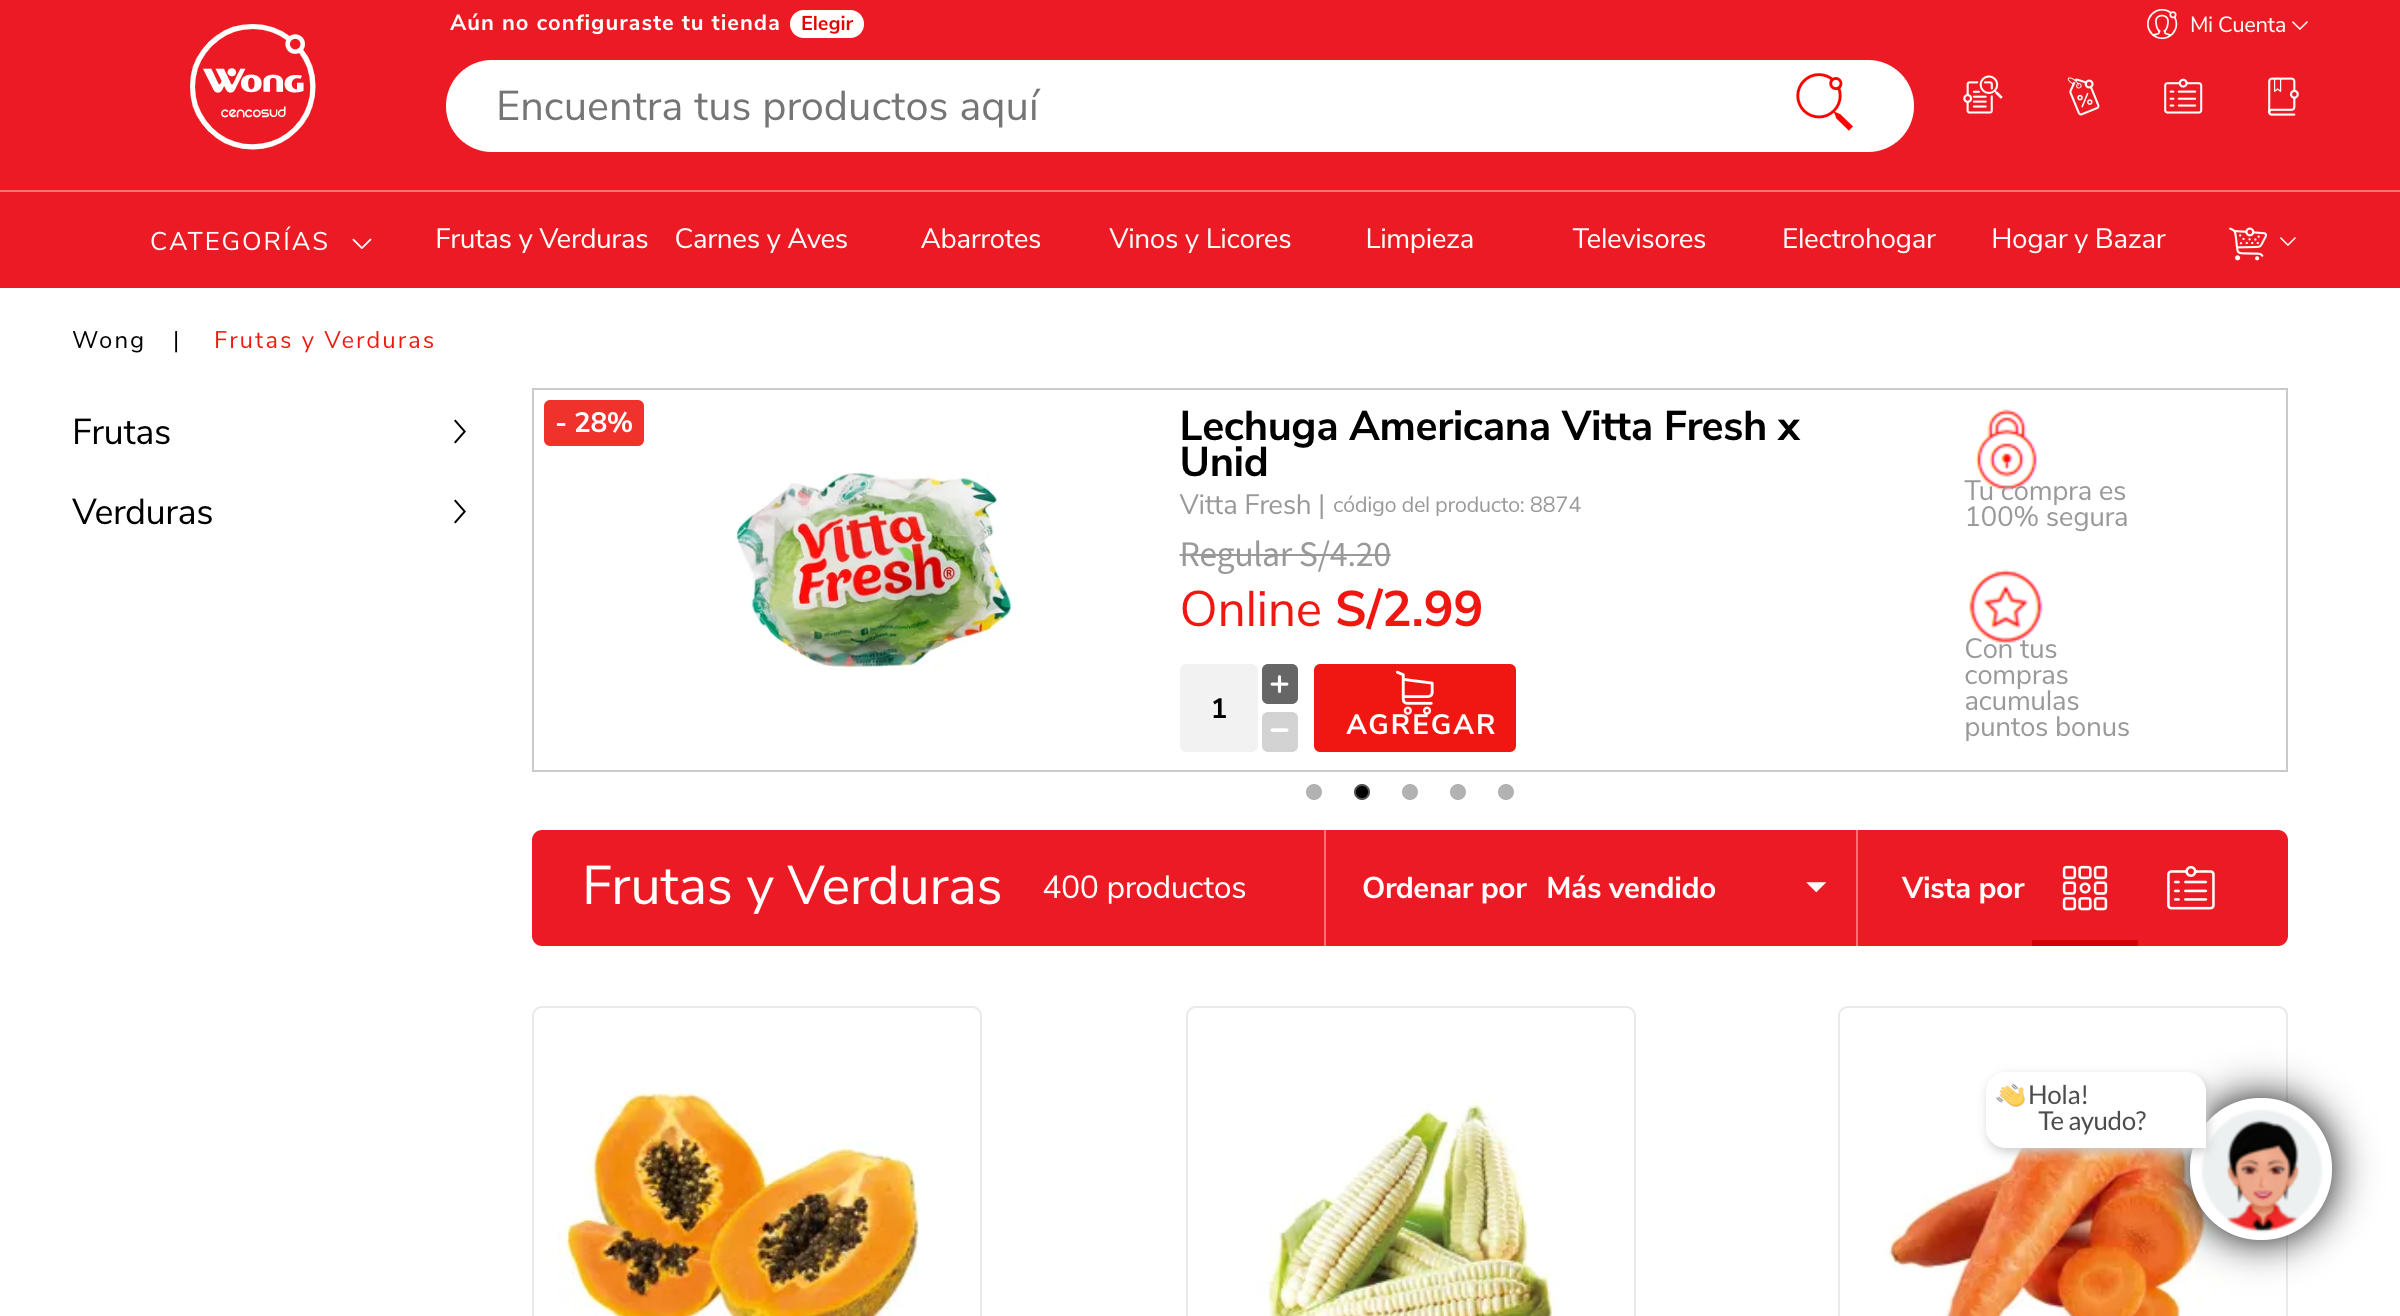 Aún no configuraste tu tienda Elegir
Mi Cuenta
Wong
cencosud
Encuentra tus productos aquí
CATEGORÍAS
Frutas y Verduras
Carnes y Aves
Abarrotes
Vinos y Licores
Limpieza
Televisores
Electrohogar
Hogar y Bazar
Wong | Frutas y Verduras
Frutas
Verduras
- 28%
Vitta
Fresh®
Lechuga Americana Vitta Fresh x
Unid
Vitta Fresh | código del producto: 8874
Regular S/4.20
Online S/2.99
1
+
−
AGREGAR
Tu compra es
100% segura
Con tus
compras
acumulas
puntos bonus
Frutas y Verduras 400 productos
Ordenar por Más vendido
Vista por
👋Hola!
Te ayudo?